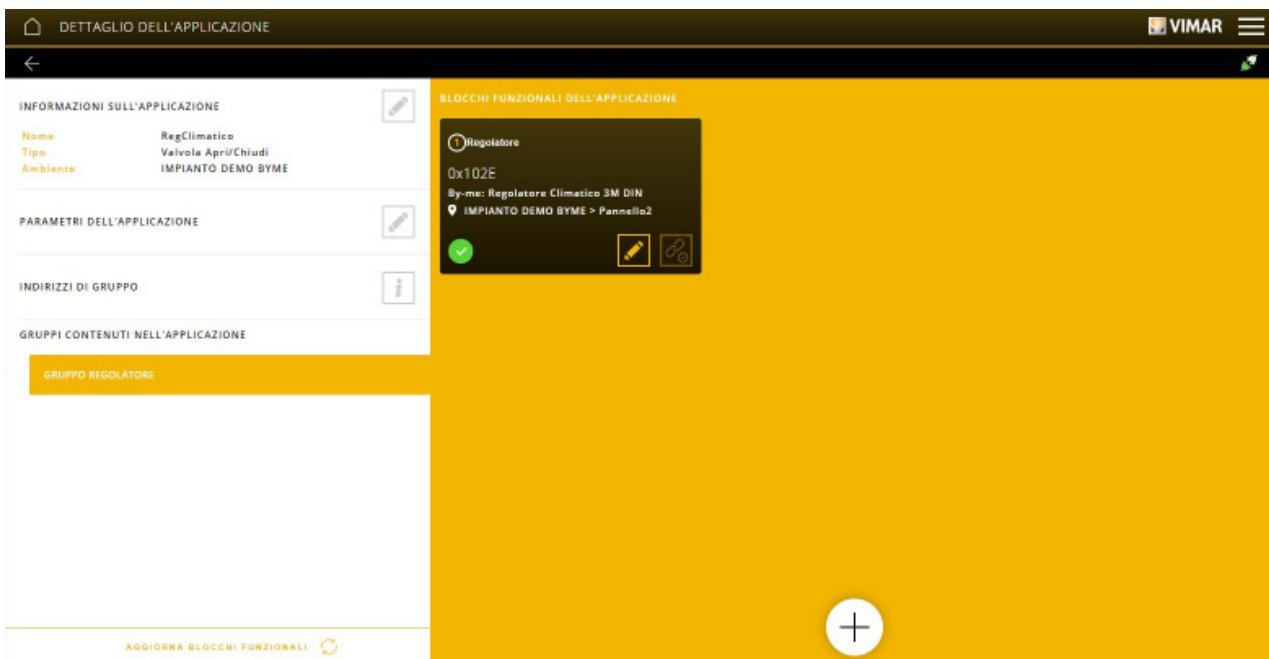 DETTAGLIO DELL'APPLICAZIONE
VIMAR
INFORMAZIONI SULL'APPLICAZIONE
Nome RegClimatico
Tipo Valvola Apri/Chiudi
Ambiente IMPIANTO DEMO BYME
PARAMETRI DELL'APPLICAZIONE
INDIRIZZI DI GRUPPO
i
GRUPPI CONTENUTI NELL'APPLICAZIONE
GRUPPO REGOLATORE
AGGIORNA BLOCCHI FUNZIONALI
BLOCCHI FUNZIONALI DELL'APPLICAZIONE
1 Regolatore
0x102E
By-me: Regolatore Climatico 3M DIN
IMPIANTO DEMO BYME > Pannello2